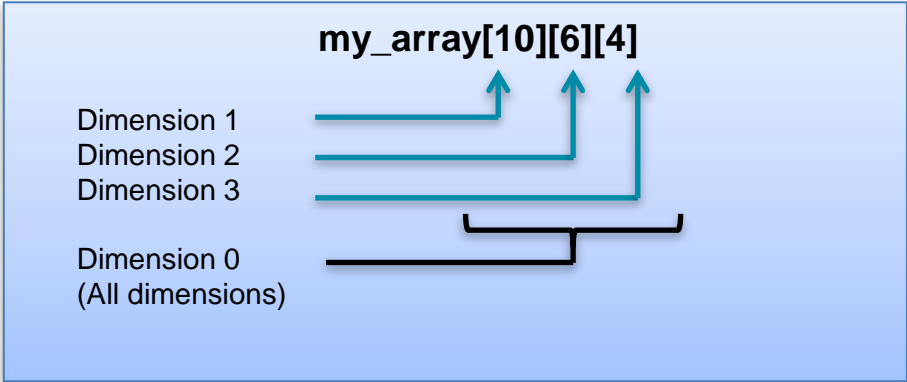 my_array[10][6][4]
Dimension 1
Dimension 2
Dimension 3
Dimension 0
(All dimensions)